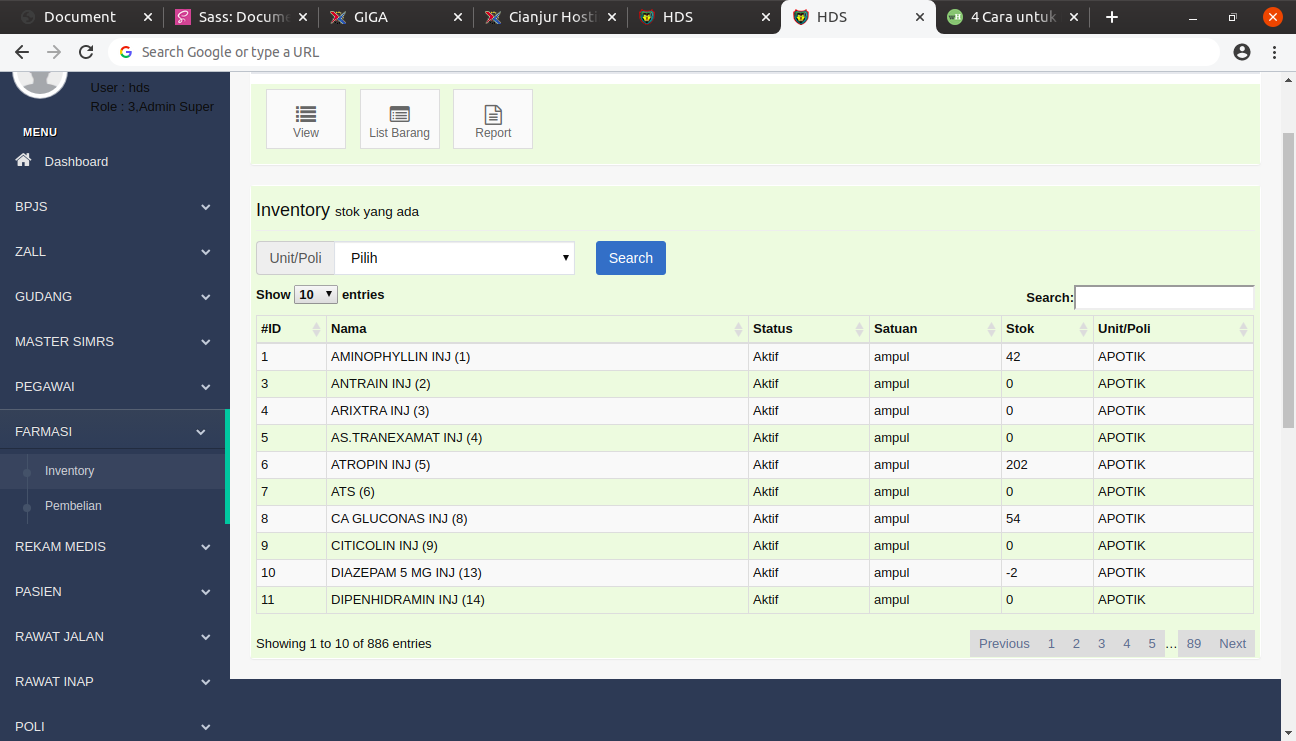 Document
Sass: Docume
GIGA
Cianjur Hosti
HDS
HDS
4 Cara untuk
Search Google or type a URL
User : hds
Role : 3,Admin Super
MENU
Dashboard
BPJS
ZALL
GUDANG
MASTER SIMRS
PEGAWAI
FARMASI
Inventory
Pembelian
REKAM MEDIS
PASIEN
RAWAT JALAN
RAWAT INAP
POLI
View
List Barang
Report
Inventory stok yang ada
Unit/Poli Pilih Search
Show 10 entries
Search:
#ID Nama Status Satuan Stok Unit/Poli
1 AMINOPHYLLIN INJ (1) Aktif ampul 42 APOTIK
3 ANTRAIN INJ (2) Aktif ampul 0 APOTIK
4 ARIXTRA INJ (3) Aktif ampul 0 APOTIK
5 AS.TRANEXAMAT INJ (4) Aktif ampul 0 APOTIK
6 ATROPIN INJ (5) Aktif ampul 202 APOTIK
7 ATS (6) Aktif ampul 0 APOTIK
8 CA GLUCONAS INJ (8) Aktif ampul 54 APOTIK
9 CITICOLIN INJ (9) Aktif ampul 0 APOTIK
10 DIAZEPAM 5 MG INJ (13) Aktif ampul -2 APOTIK
11 DIPENHIDRAMIN INJ (14) Aktif ampul 0 APOTIK
Showing 1 to 10 of 886 entries
Previous 1 2 3 4 5 … 89 Next